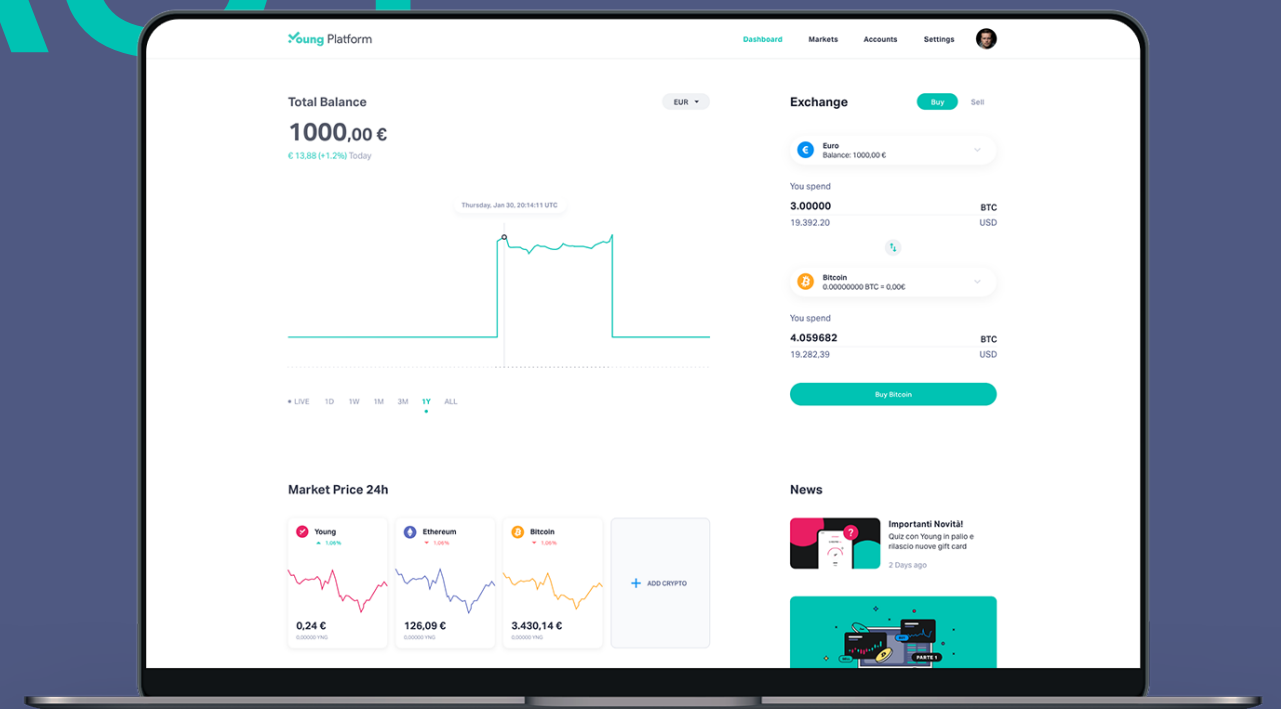 Young Platform
Dashboard Markets Accounts Settings
Total Balance
EUR
1000,00 €
€ 13,88 (+1.2%) Today
Thursday, Jan 30, 20:14:11 UTC
LIVE 1D 1W 1M 3M 1Y ALL
Exchange
Buy Sell
Euro
Balance: 1000,00 €
You spend
3.00000 BTC
19.392.20 USD
Bitcoin
0.00000000 BTC = 0,00€
You spend
4.059682 BTC
19.282,39 USD
Buy Bitcoin
Market Price 24h
Young
1,06%
0,24 €
0,00000 YNG
Ethereum
1,06%
126,09 €
0,00000 YNG
Bitcoin
1,06%
3.430,14 €
0,00000 YNG
ADD CRYPTO
News
Importanti Novità!
Quiz con Young in palio e
rilascio nuove gift card
2 Days ago
PARTE 1